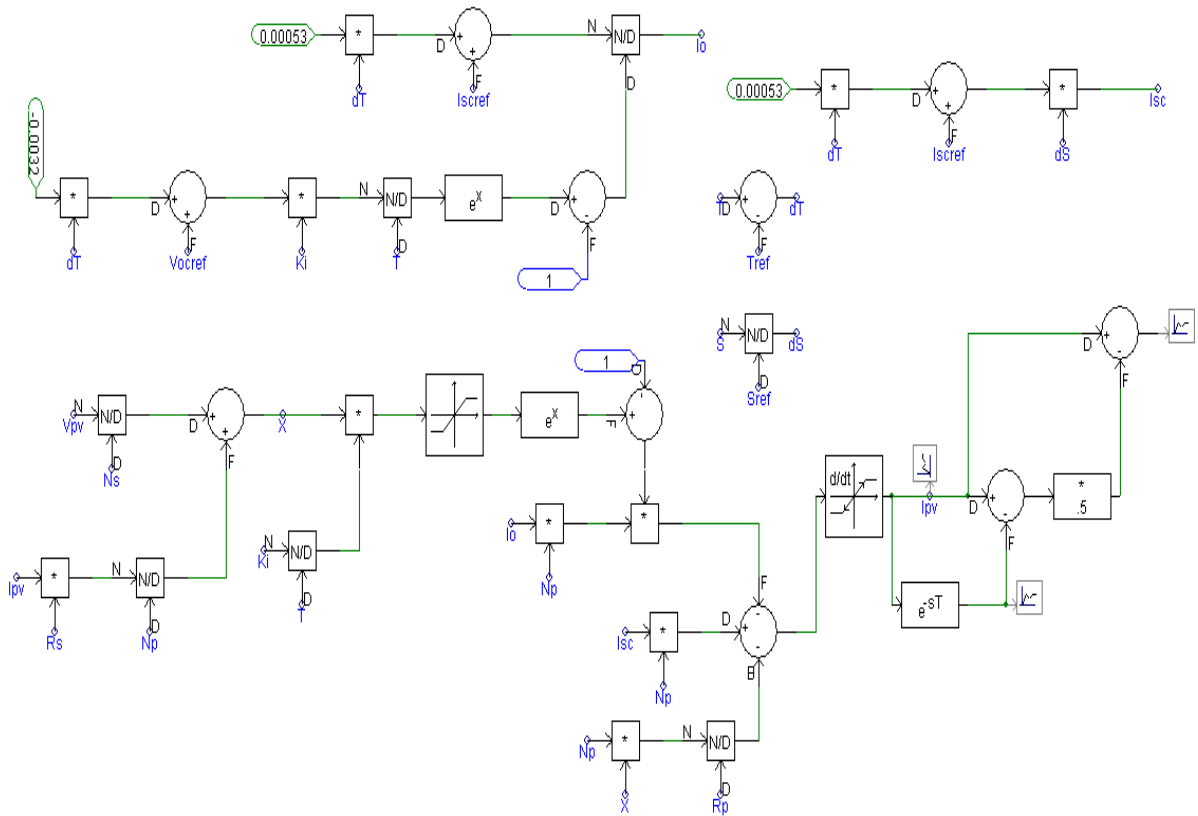 0.00053
*
D
+
+
F
N
N/D
D
Io
dT
Iscref
0.00053
*
D
+
+
F
*
Isc
dT
Iscref
dS
-0.0032
*
D
+
+
F
*
N
N/D
D
e^x
D
+
-
F
dT
Vocref
Ki
T
1
T
D
+
-
F
dT
Tref
N
S
N/D
D
dS
Sref
D
+
-
F
1
D
N
Vpv
N/D
D
Ns
D
+
+
F
X
*
e^x
F
+
-
d/dt
Ipv
D
+
-
F
*
.5
Io
*
Np
*
N
Ki
N/D
D
T
Ipv
*
N
N/D
D
Rs
Np
e^-sT
F
Isc
*
D
+
-
-
B
Np
Np
*
N
N/D
D
X
Rp